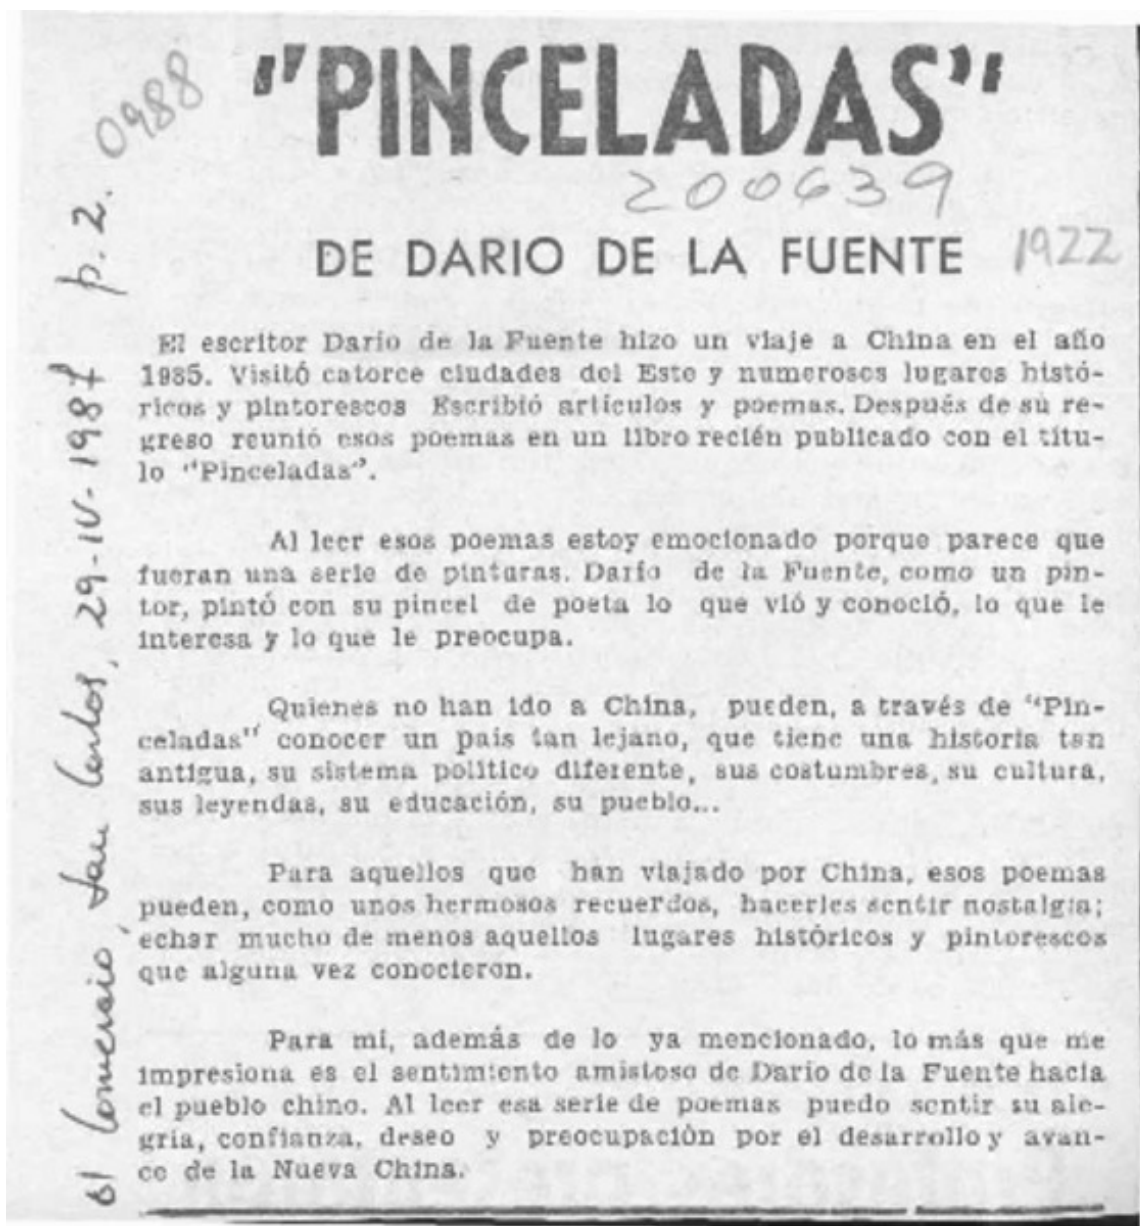 "PINCELADAS"
200639
DE DARIO DE LA FUENTE 1922
El escritor Darío de la Fuente hizo un viaje a China en el año
1985. Visitó catorce ciudades del Este y numerosos lugares histó-
ricos y pintorescos Escribió artículos y poemas. Después de su re-
greso reunió esos poemas en un libro recién publicado con el títu-
lo "Pinceladas".
Al leer esos poemas estoy emocionado porque parece que
fueran una serie de pinturas. Darío de la Fuente, como un pin-
tor, pintó con su pincel de poeta lo que vió y conoció, lo que le
interesa y lo que le preocupa.
Quienes no han ido a China, pueden, a través de "Pin-
celadas" conocer un país tan lejano, que tiene una historia tan
antigua, su sistema político diferente, sus costumbres, su cultura,
sus leyendas, su educación, su pueblo...
Para aquellos que han viajado por China, esos poemas
pueden, como unos hermosos recuerdos, hacerles sentir nostalgia;
echar mucho de menos aquellos lugares históricos y pintorescos
que alguna vez conocieron.
Para mi, además de lo ya mencionado, lo más que me
impresiona es el sentimiento amistoso de Darío de la Fuente hacia
el pueblo chino. Al leer esa serie de poemas puedo sentir su ale-
gría, confianza, deseo y preocupación por el desarrollo y avan-
ce de la Nueva China.
El Comercio, San Carlos, 29-IV-1987 p. 2. 0988